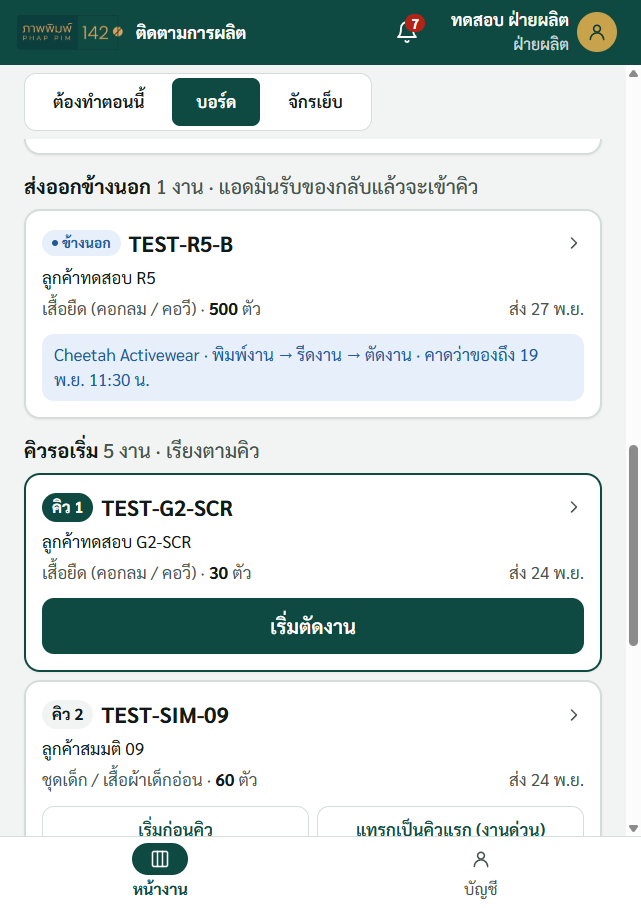 ภาพพิมพ์
PHAP PIM
142
ติดตามการผลิต
7
ทดสอบ ฝ่ายผลิต
ฝ่ายผลิต
ต้องทำตอนนี้
บอร์ด
จักรเย็บ
ส่งออกข้างนอก 1 งาน · แอดมินรับของกลับแล้วจะเข้าคิว
• ข้างนอก TEST-R5-B
ลูกค้าทดสอบ R5
เสื้อยืด (คอกลม / คอวี) · 500 ตัว
ส่ง 27 พ.ย.
Cheetah Activewear · พิมพ์งาน → รีดงาน → ตัดงาน · คาดว่าของถึง 19
พ.ย. 11:30 น.
คิวรอเริ่ม 5 งาน · เรียงตามคิว
คิว 1 TEST-G2-SCR
ลูกค้าทดสอบ G2-SCR
เสื้อยืด (คอกลม / คอวี) · 30 ตัว
ส่ง 24 พ.ย.
เริ่มตัดงาน
คิว 2 TEST-SIM-09
ลูกค้าสมมติ 09
ชุดเด็ก / เสื้อผ้าเด็กอ่อน · 60 ตัว
ส่ง 24 พ.ย.
เริ่มก่อนคิว
แทรกเป็นคิวแรก (งานด่วน)
หน้างาน
บัญชี